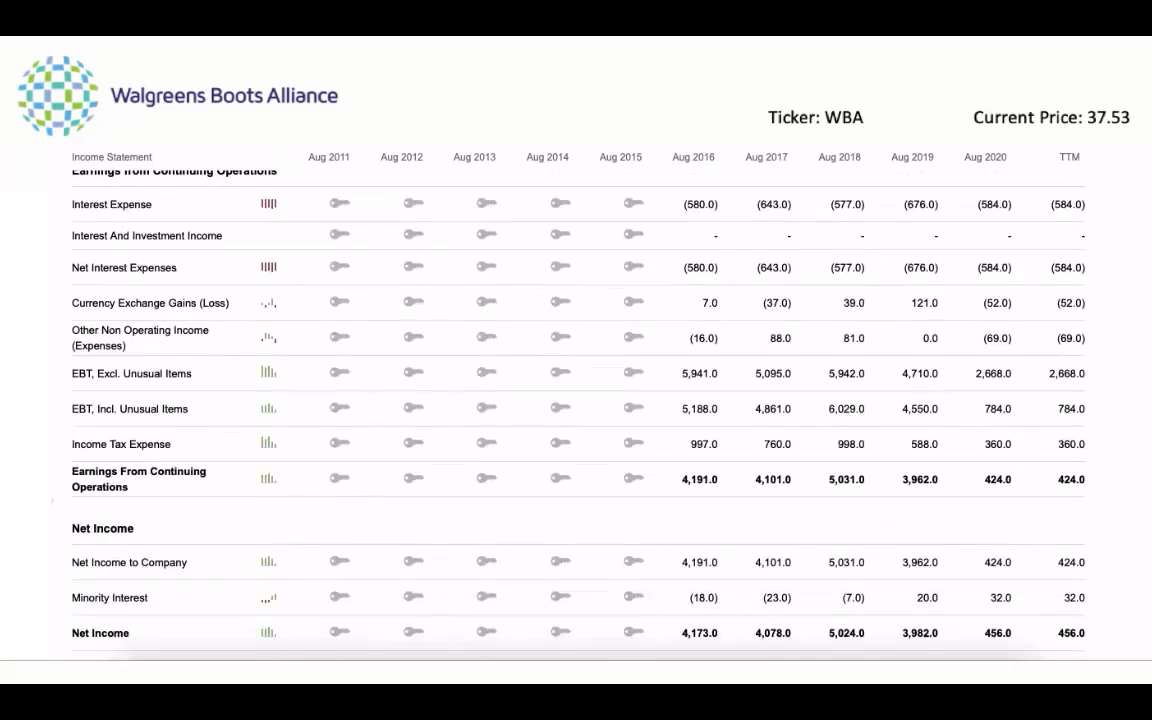 Walgreens Boots Alliance
Ticker: WBA Current Price: 37.53
Income Statement Aug 2011 Aug 2012 Aug 2013 Aug 2014 Aug 2015 Aug 2016 Aug 2017 Aug 2018 Aug 2019 Aug 2020 TTM
Earnings from Continuing Operations
Interest Expense (580.0) (643.0) (577.0) (676.0) (584.0) (584.0)
Interest And Investment Income - - - - - -
Net Interest Expenses (580.0) (643.0) (577.0) (676.0) (584.0) (584.0)
Currency Exchange Gains (Loss) 7.0 (37.0) 39.0 121.0 (52.0) (52.0)
Other Non Operating Income
(Expenses) (16.0) 88.0 81.0 0.0 (69.0) (69.0)
EBT, Excl. Unusual Items 5,941.0 5,095.0 5,942.0 4,710.0 2,668.0 2,668.0
EBT, Incl. Unusual Items 5,188.0 4,861.0 6,029.0 4,550.0 784.0 784.0
Income Tax Expense 997.0 760.0 998.0 588.0 360.0 360.0
Earnings From Continuing
Operations 4,191.0 4,101.0 5,031.0 3,962.0 424.0 424.0
Net Income
Net Income to Company 4,191.0 4,101.0 5,031.0 3,962.0 424.0 424.0
Minority Interest (18.0) (23.0) (7.0) 20.0 32.0 32.0
Net Income 4,173.0 4,078.0 5,024.0 3,982.0 456.0 456.0